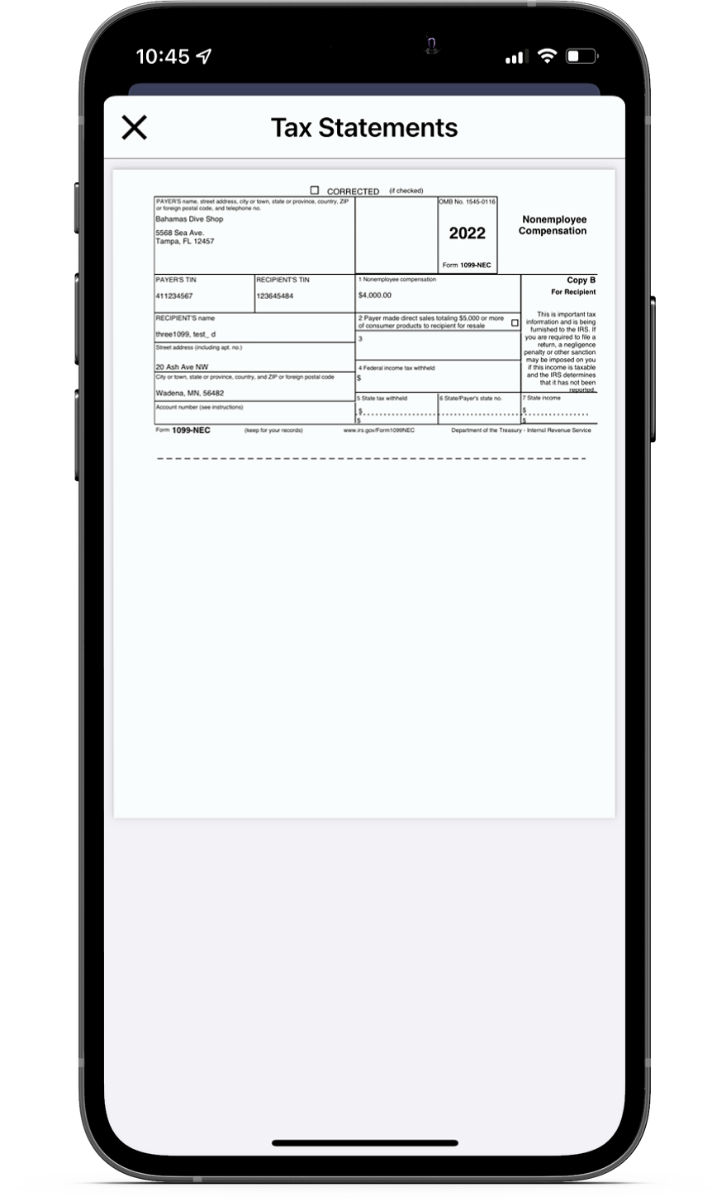 10:45
Tax Statements
CORRECTED (if checked)
PAYER'S name, street address, city or town, state or province, country, ZIP
or foreign postal code, and telephone no.
Bahamas Dive Shop
5568 Sea Ave.
Tampa, FL 12457
OMB No. 1545-0116
2022
Form 1099-NEC
Nonemployee
Compensation
PAYER'S TIN
411234567
RECIPIENT'S TIN
123645484
1 Nonemployee compensation
$4,000.00
Copy B
For Recipient
This is important tax
information and is being
furnished to the IRS. If
you are required to file a
return, a negligence
penalty or other sanction
may be imposed on you
if this income is taxable
and the IRS determines
that it has not been
reported.
RECIPIENT'S name
three1099, test_ d
Street address (including apt. no.)
20 Ash Ave NW
City or town, state or province, country, and ZIP or foreign postal code
Wadena, MN, 56482
Account number (see instructions)
2 Payer made direct sales totaling $5,000 or more
of consumer products to recipient for resale
3
4 Federal income tax withheld
$
5 State tax withheld
$
$
6 State/Payer's state no.
7 State income
$
$
Form 1099-NEC (keep for your records) www.irs.gov/Form1099NEC Department of the Treasury - Internal Revenue Service